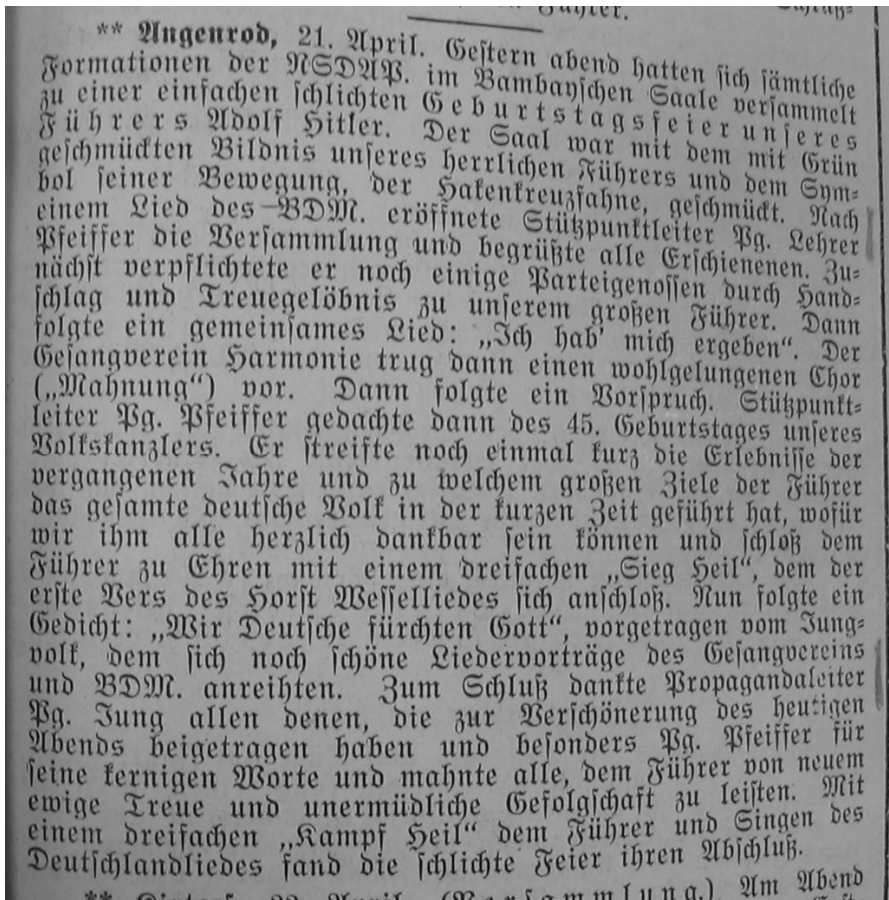 Führer.
** Angenrod, 21. April. Gestern abend hatten sich sämtliche
Formationen der NSDAP. im Bambayschen Saale versammelt
zu einer einfachen schlichten Geburtstagsfeier unseres
Führers Adolf Hitler. Der Saal war mit dem mit Grün
geschmückten Bildnis unseres herrlichen Führers und dem Sym-
bol seiner Bewegung, der Hakenkreuzfahne, geschmückt. Nach
einem Lied des BDM. eröffnete Stützpunktleiter Pg. Lehrer
Pfeiffer die Versammlung und begrüßte alle Erschienenen. Zu-
nächst verpflichtete er noch einige Parteigenossen durch Hand-
schlag und Treuegelöbnis zu unserem großen Führer. Dann
folgte ein gemeinsames Lied: „Ich hab' mich ergeben“. Der
Gesangverein Harmonie trug dann einen wohlgelungenen Chor
(„Mahnung“) vor. Dann folgte ein Vorspruch. Stützpunkt-
leiter Pg. Pfeiffer gedachte dann des 45. Geburtstages unseres
Volkskanzlers. Er streifte noch einmal kurz die Erlebnisse der
vergangenen Jahre und zu welchem großen Ziele der Führer
das gesamte deutsche Volk in der kurzen Zeit geführt hat, wofür
wir ihm alle herzlich dankbar sein können und schloß dem
Führer zu Ehren mit einem dreifachen „Sieg Heil“, dem der
erste Vers des Horst Wesselliedes sich anschloß. Nun folgte ein
Gedicht: „Wir Deutsche fürchten Gott“, vorgetragen vom Jung-
volk, dem sich noch schöne Liedervorträge des Gesangvereins
und BDM. anreihten. Zum Schluß dankte Propagandaleiter
Pg. Jung allen denen, die zur Verschönerung des heutigen
Abends beigetragen haben und besonders Pg. Pfeiffer für
seine kernigen Worte und mahnte alle, dem Führer von neuem
ewige Treue und unermüdliche Gefolgschaft zu leisten. Mit
einem dreifachen „Kampf Heil“ dem Führer und Singen des
Deutschlandliedes fand die schlichte Feier ihren Abschluß.
** April. (Versammlung.) Am Abend